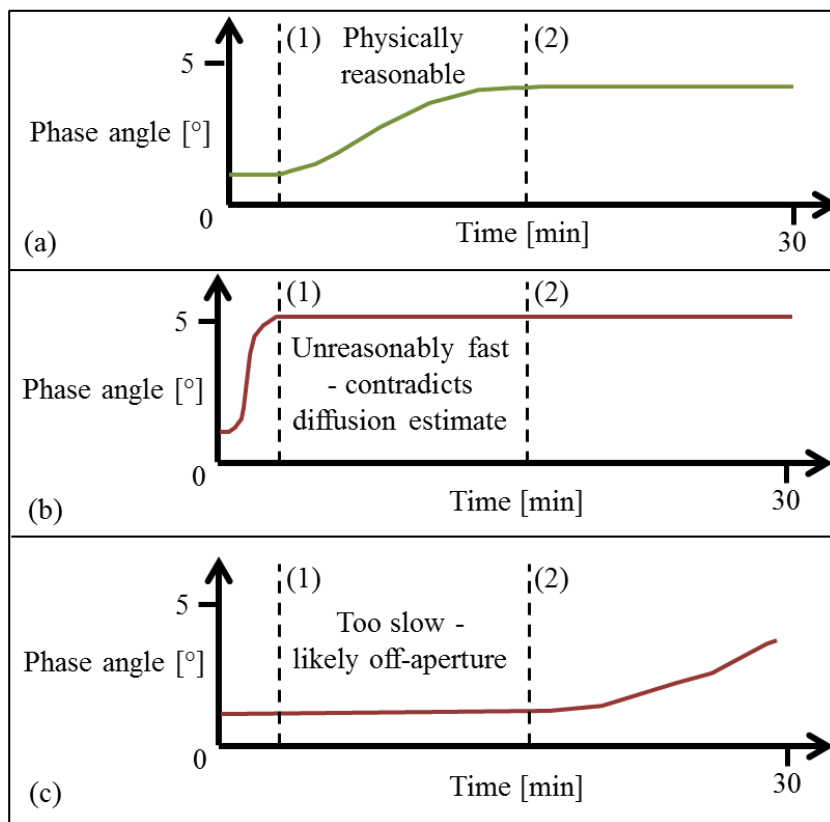 (1)
Physically
reasonable
(2)
5
Phase angle [°]
0
Time [min]
30
(a)
(1)
(2)
5
Unreasonably fast
- contradicts
diffusion estimate
Phase angle [°]
0
Time [min]
30
(b)
(1)
(2)
5
Too slow -
likely off-aperture
Phase angle [°]
0
Time [min]
30
(c)